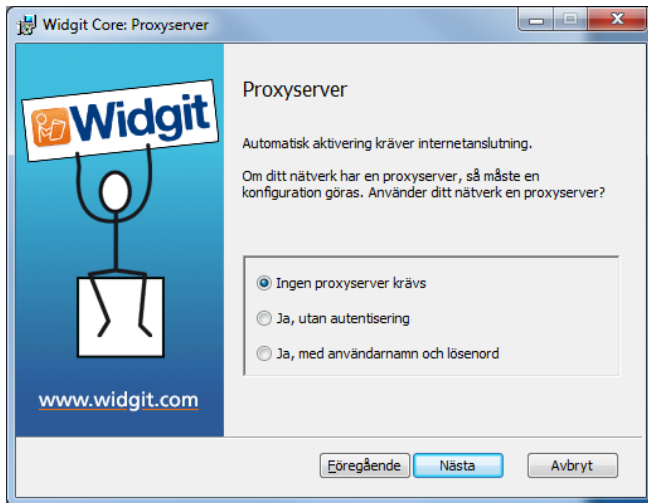 Widgit Core: Proxyserver
Widgit
Proxyserver
Automatisk aktivering kräver internetanslutning.
Om ditt nätverk har en proxyserver, så måste en
konfiguration göras. Använder ditt nätverk en proxyserver?
Ingen proxyserver krävs
Ja, utan autentisering
Ja, med användarnamn och lösenord
www.widgit.com
Föregående
Nästa
Avbryt